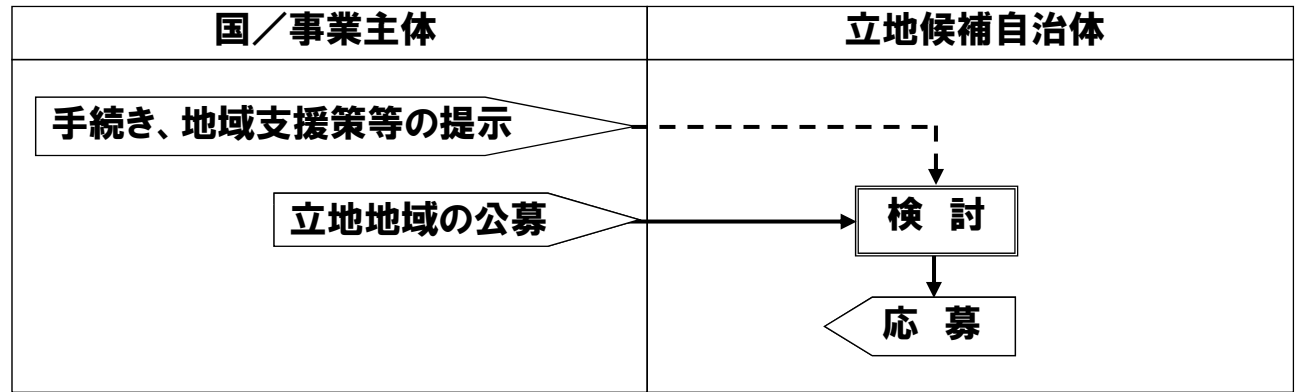 国／事業主体
立地候補自治体
手続き、地域支援策等の提示
立地地域の公募
検 討
応 募